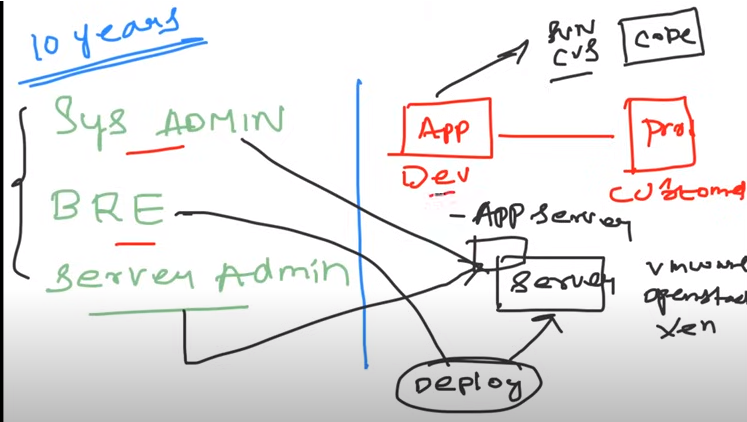 10 years
Sys ADMIN
BRE
Server Admin
SVN
CVS
CODE
App
Dev
Pro
Customer
- App server
Server
vmware
openstack
Xen
Deploy